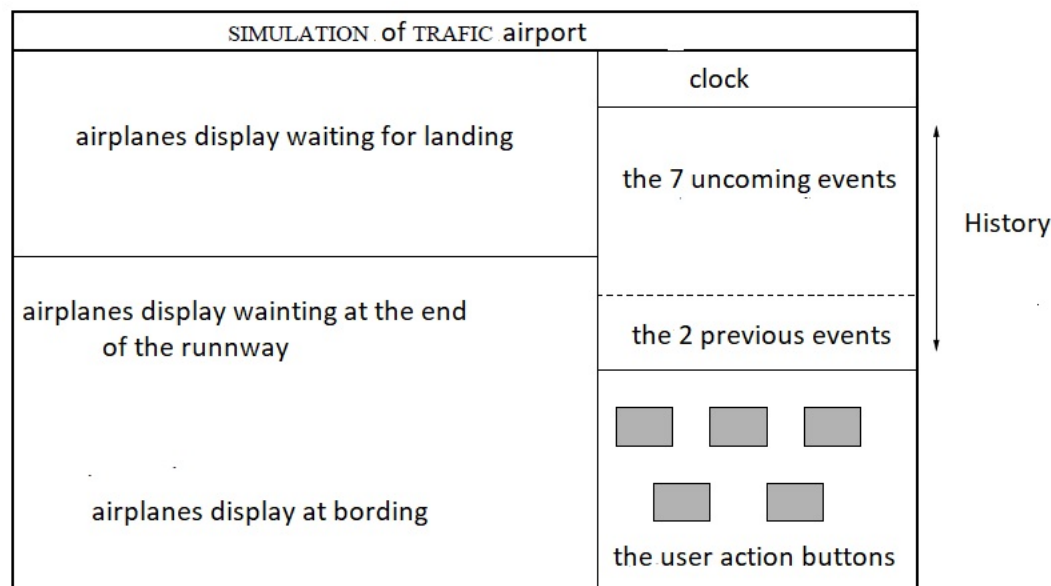 SIMULATION of TRAFIC airport
clock
airplanes display waiting for landing
the 7 uncoming events
History
airplanes display wainting at the end
of the runnway
the 2 previous events
airplanes display at bording
the user action buttons